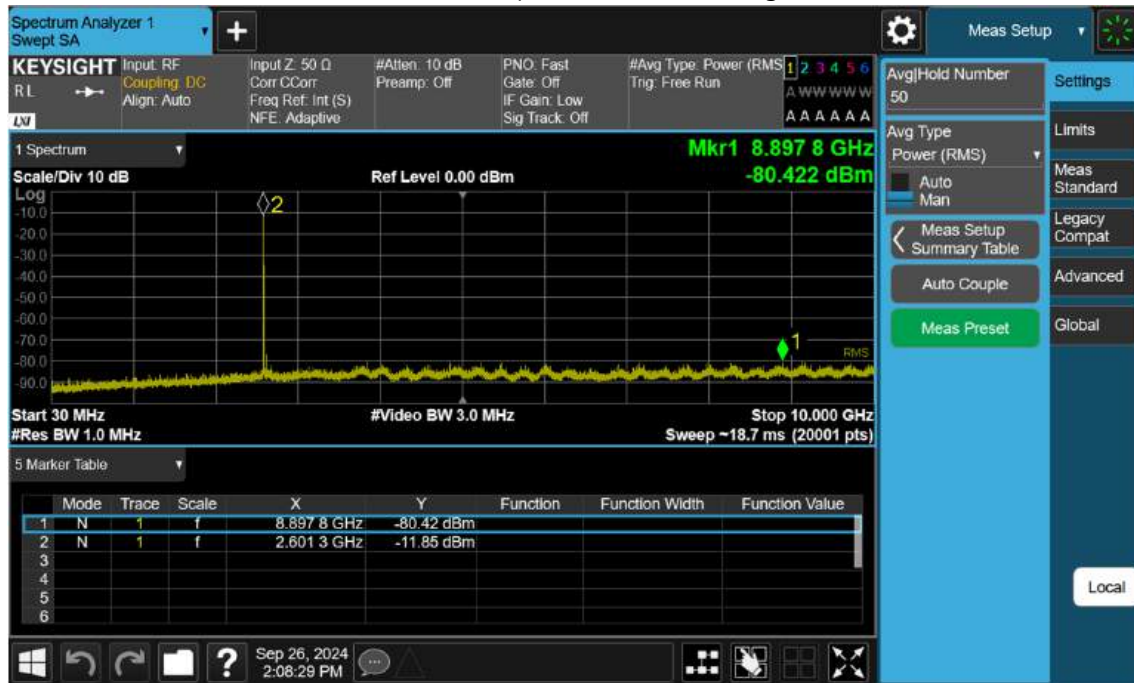 Spectrum Analyzer 1
Swept SA
+
Meas Setup
KEYSIGHT
RL
LXI
Input: RF
Coupling: DC
Align: Auto
Input Z: 50 Ω
Corr CCorr
Freq Ref: Int (S)
NFE: Adaptive
#Atten: 10 dB
Preamp: Off
PNO: Fast
Gate: Off
IF Gain: Low
Sig Track: Off
#Avg Type: Power (RMS)
Trig: Free Run
1 2 3 4 5 6
A W W W W W
A A A A A A
Avg|Hold Number
50
Avg Type
Power (RMS)
Auto
Man
Meas Setup
Summary Table
Auto Couple
Meas Preset
Settings
Limits
Meas
Standard
Legacy
Compat
Advanced
Global
Local
1 Spectrum
Mkr1 8.897 8 GHz
-80.422 dBm
Scale/Div 10 dB
Ref Level 0.00 dBm
Log
-10.0
-20.0
-30.0
-40.0
-50.0
-60.0
-70.0
-80.0
-90.0
2
1
RMS
Start 30 MHz
#Video BW 3.0 MHz
Stop 10.000 GHz
#Res BW 1.0 MHz
Sweep ~18.7 ms (20001 pts)
5 Marker Table
Mode Trace Scale X Y Function Function Width Function Value
1 N 1 f 8.897 8 GHz -80.42 dBm
2 N 1 f 2.601 3 GHz -11.85 dBm
3
4
5
6
?
Sep 26, 2024
2:08:29 PM